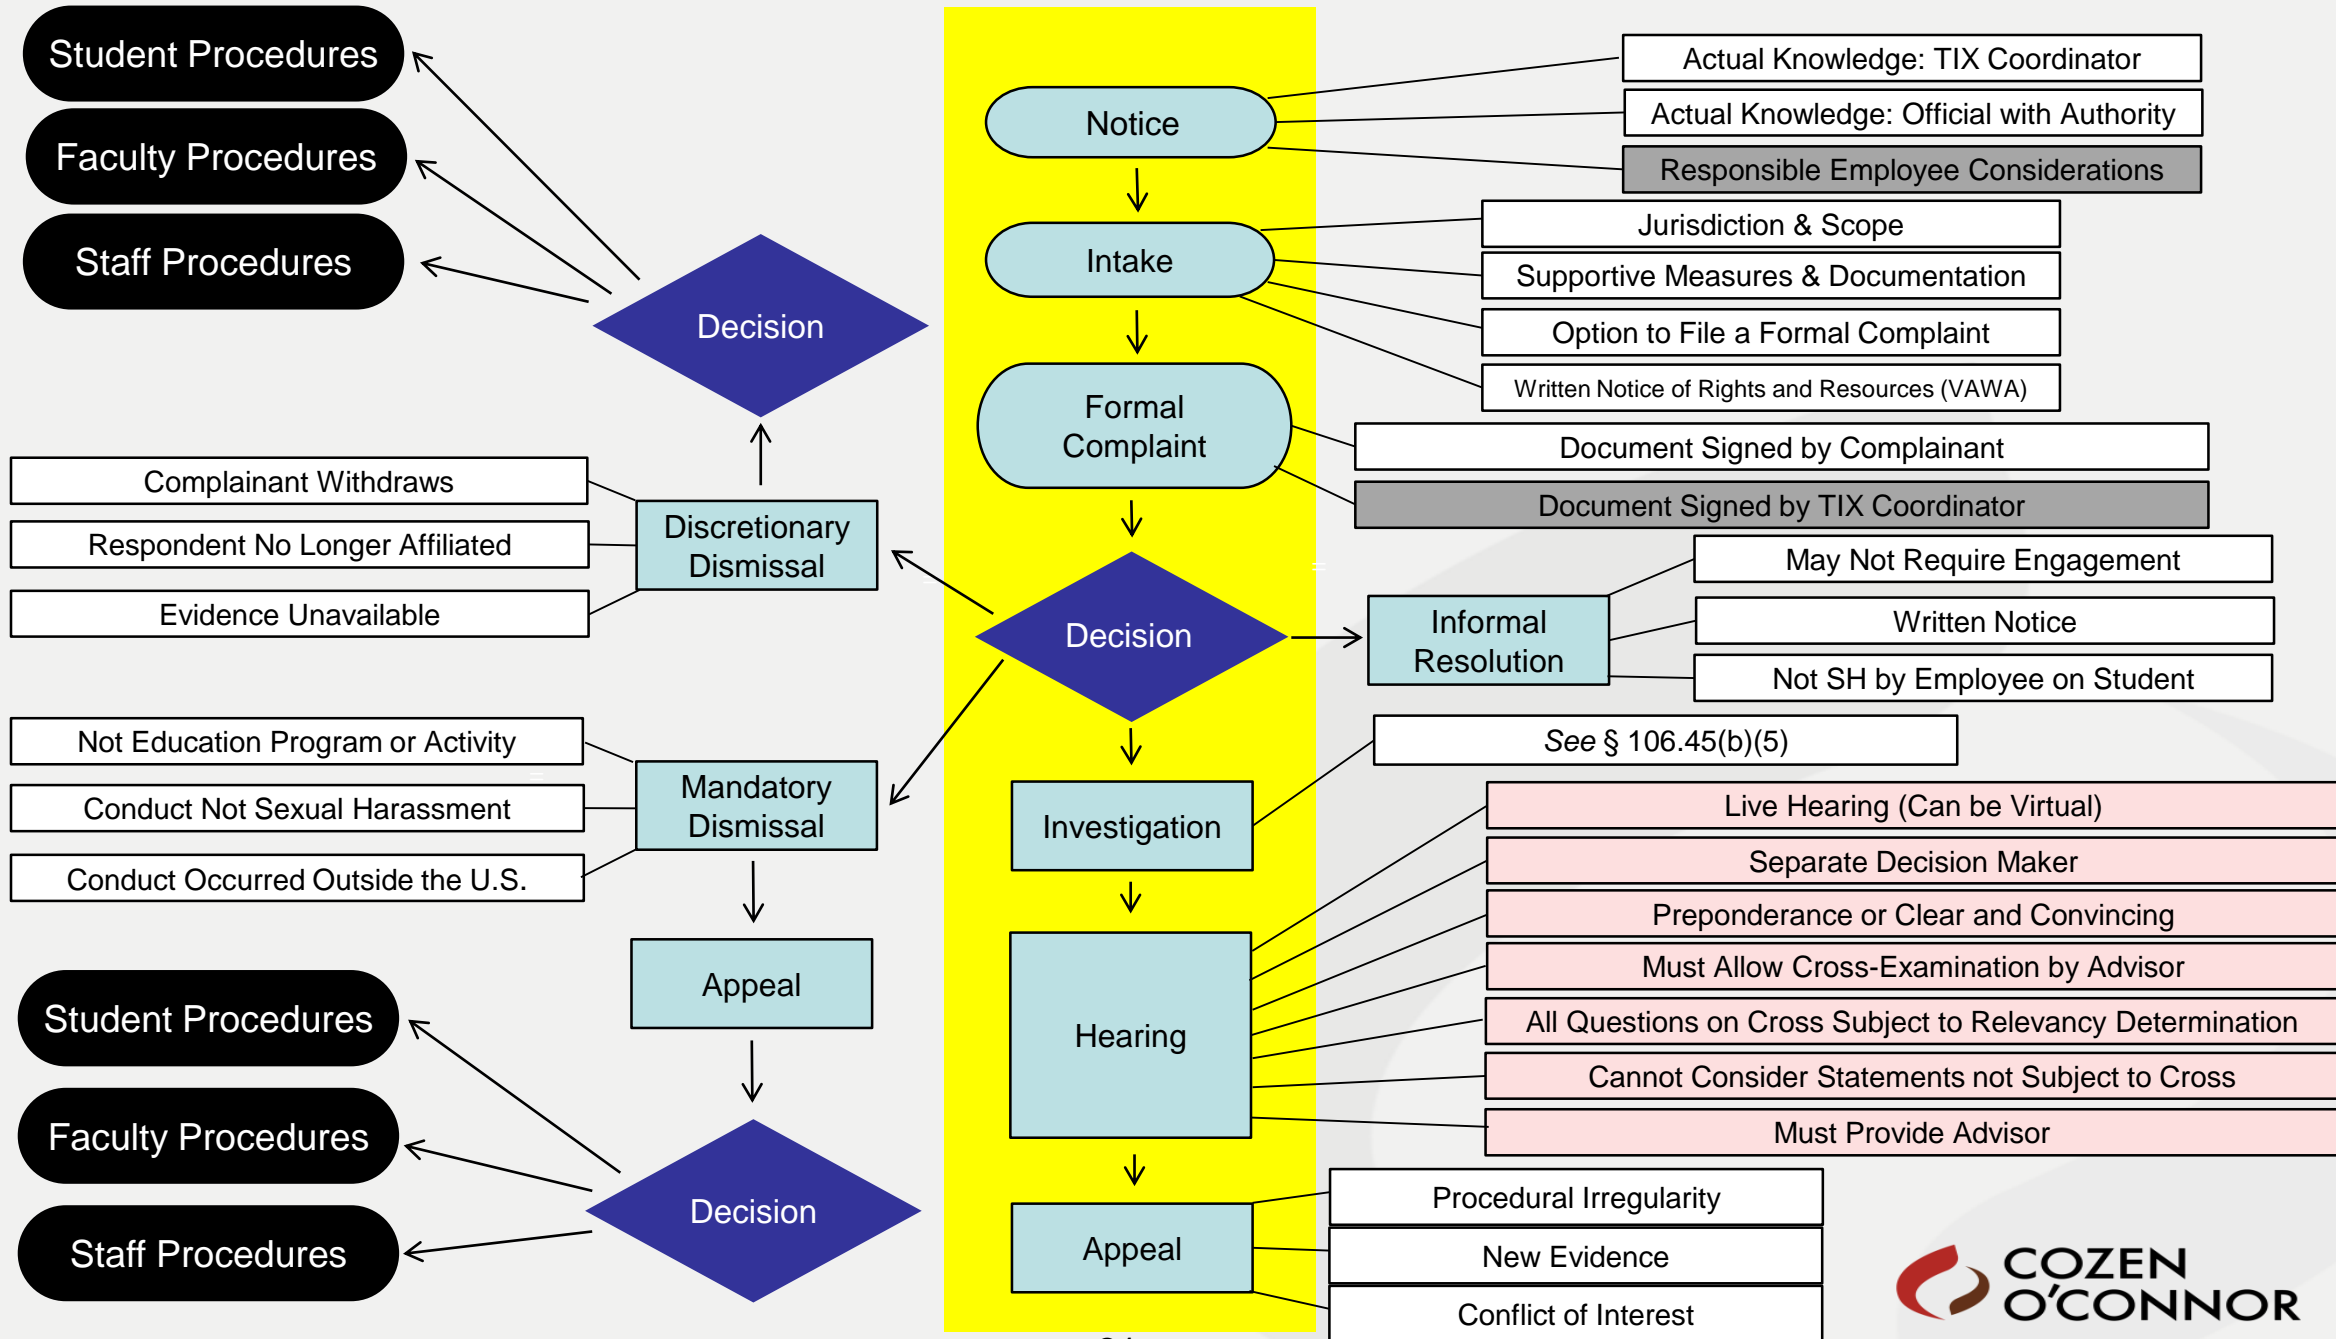 Student Procedures
Faculty Procedures
Staff Procedures
Decision
Complainant Withdraws
Respondent No Longer Affiliated
Evidence Unavailable
Discretionary
Dismissal
Not Education Program or Activity
Conduct Not Sexual Harassment
Conduct Occurred Outside the U.S.
Mandatory
Dismissal
Appeal
Student Procedures
Faculty Procedures
Staff Procedures
Decision
Notice
Actual Knowledge: TIX Coordinator
Actual Knowledge: Official with Authority
Responsible Employee Considerations
Intake
Jurisdiction & Scope
Supportive Measures & Documentation
Option to File a Formal Complaint
Written Notice of Rights and Resources (VAWA)
Formal
Complaint
Document Signed by Complainant
Document Signed by TIX Coordinator
Decision
Informal
Resolution
May Not Require Engagement
Written Notice
Not SH by Employee on Student
Investigation
See § 106.45(b)(5)
Hearing
Live Hearing (Can be Virtual)
Separate Decision Maker
Preponderance or Clear and Convincing
Must Allow Cross-Examination by Advisor
All Questions on Cross Subject to Relevancy Determination
Cannot Consider Statements not Subject to Cross
Must Provide Advisor
Appeal
Procedural Irregularity
New Evidence
Conflict of Interest
COZEN
O'CONNOR